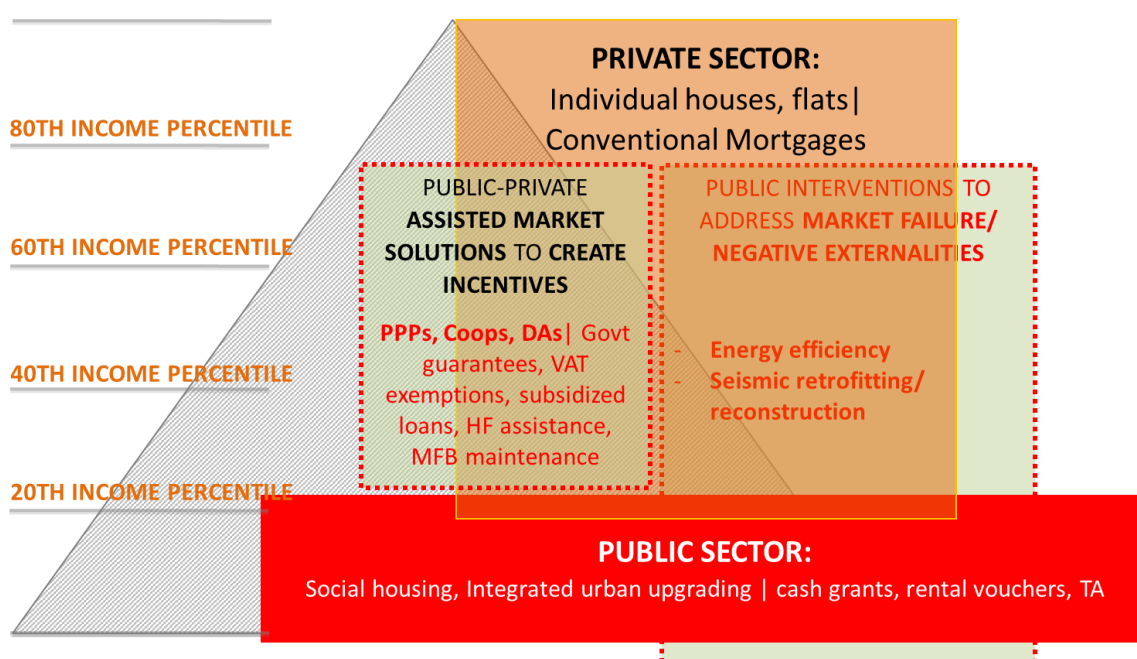 PRIVATE SECTOR:
Individual houses, flats|
Conventional Mortgages
80TH INCOME PERCENTILE
60TH INCOME PERCENTILE
40TH INCOME PERCENTILE
20TH INCOME PERCENTILE
PUBLIC-PRIVATE
ASSISTED MARKET
SOLUTIONS TO CREATE
INCENTIVES
PPPs, Coops, DAs| Govt
guarantees, VAT
exemptions, subsidized
loans, HF assistance,
MFB maintenance
PUBLIC INTERVENTIONS TO
ADDRESS MARKET FAILURE/
NEGATIVE EXTERNALITIES
- Energy efficiency
- Seismic retrofitting/
reconstruction
PUBLIC SECTOR:
Social housing, Integrated urban upgrading | cash grants, rental vouchers, TA